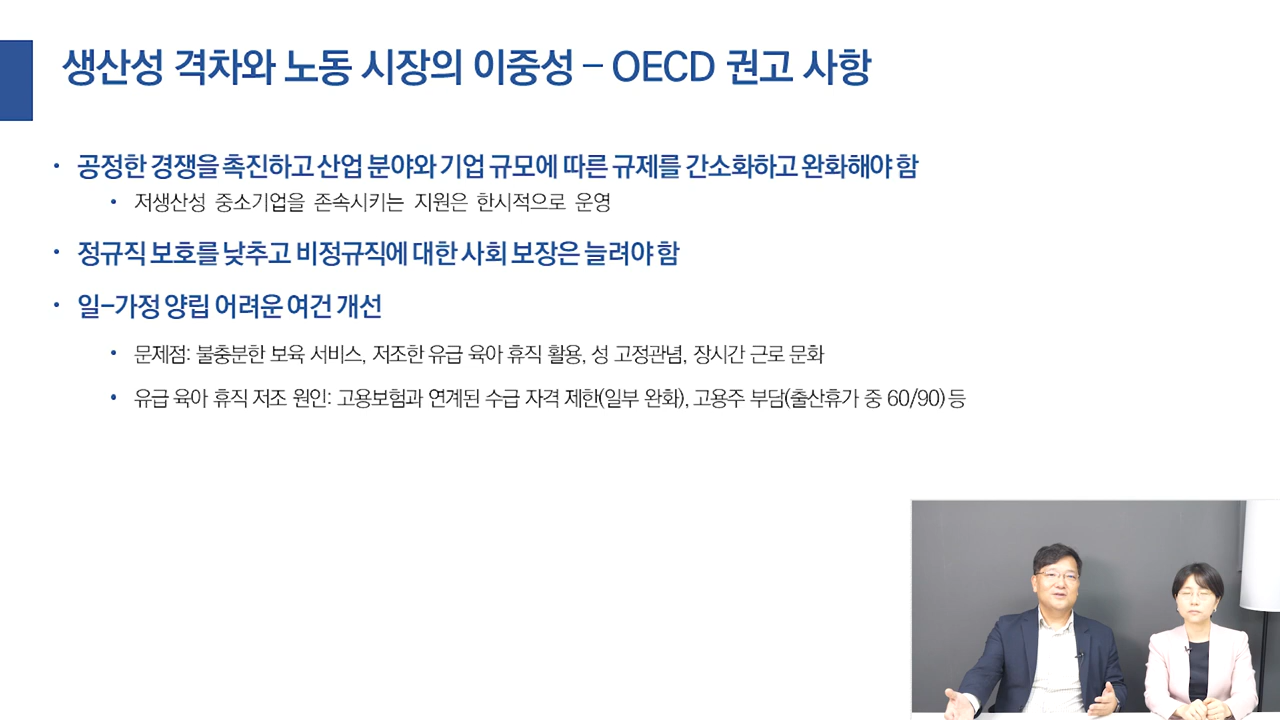 생산성 격차와 노동 시장의 이중성 – OECD 권고 사항
• 공정한 경쟁을 촉진하고 산업 분야와 기업 규모에 따른 규제를 간소화하고 완화해야 함
• 저생산성 중소기업을 존속시키는 지원은 한시적으로 운영
• 정규직 보호를 낮추고 비정규직에 대한 사회 보장은 늘려야 함
• 일–가정 양립 어려운 여건 개선
• 문제점: 불충분한 보육 서비스, 저조한 유급 육아 휴직 활용, 성 고정관념, 장시간 근로 문화
• 유급 육아 휴직 저조 원인: 고용보험과 연계된 수급 자격 제한(일부 완화), 고용주 부담(출산휴가 중 60/90) 등